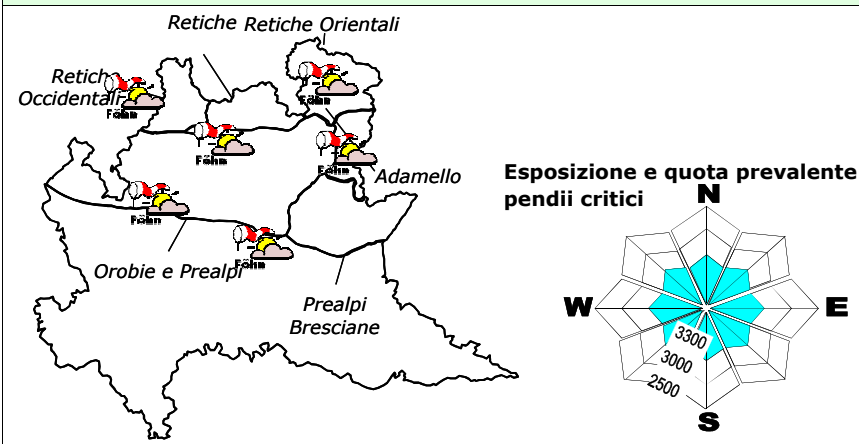 Retiche Retiche Orientali
Retich
Occidentali
Föhn
Föhn
Föhn
Föhn
Föhn
Föhn
Adamello
Orobie e Prealpi
Prealpi
Bresciane
Esposizione e quota prevalente
pendii critici
N
W
E
3300
3000
2500
S